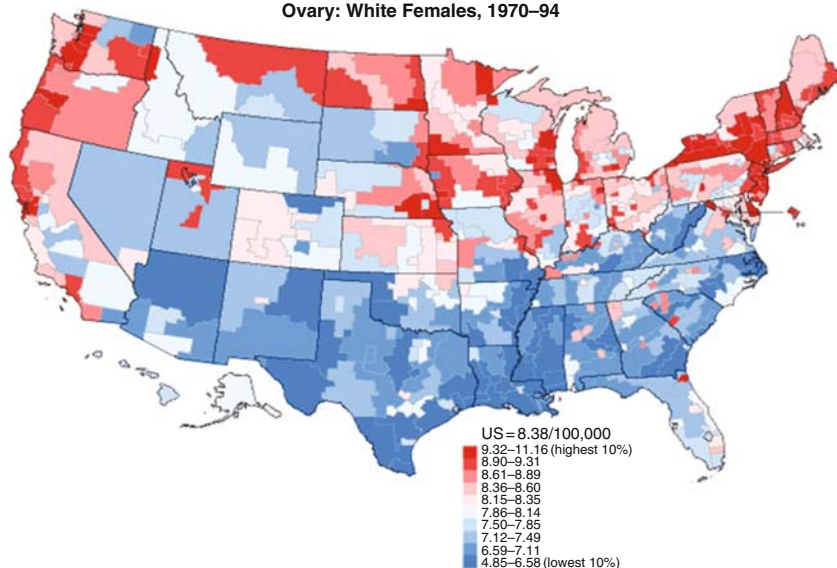 Ovary: White Females, 1970–94
US = 8.38/100,000
9.32–11.16 (highest 10%)
8.90–9.31
8.61–8.89
8.36–8.60
8.15–8.35
7.86–8.14
7.50–7.85
7.12–7.49
6.59–7.11
4.85–6.58 (lowest 10%)